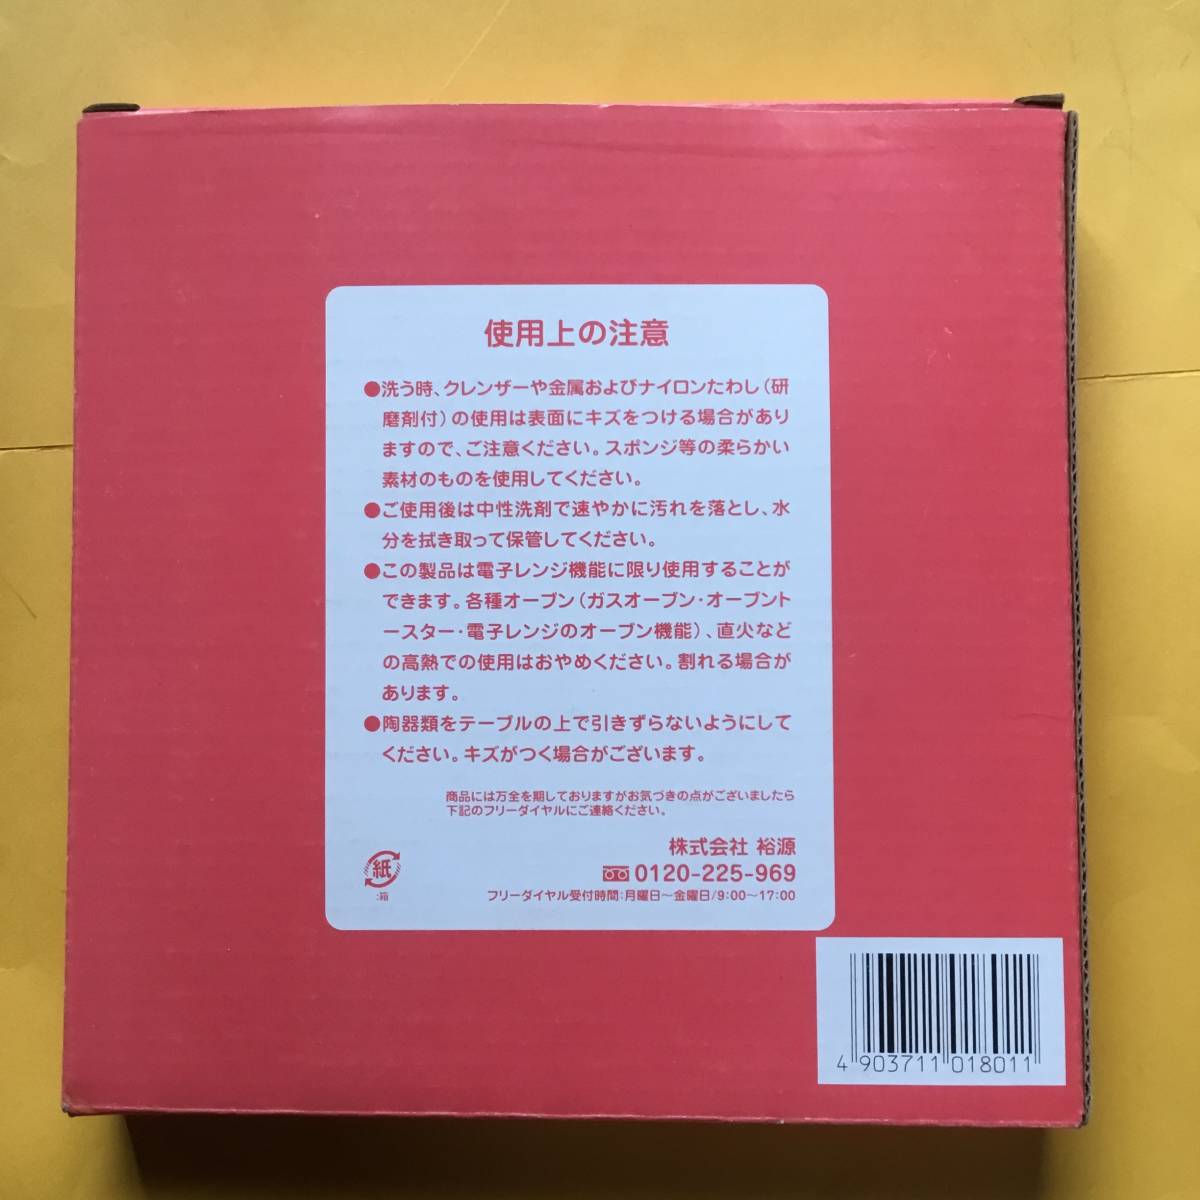 使用上の注意
●洗う時、クレンザーや金属およびナイロンたわし(研
磨剤付)の使用は表面にキズをつける場合があり
ますので、ご注意ください。スポンジ等の柔らかい
素材のものを使用してください。
●ご使用後は中性洗剤で速やかに汚れを落とし、水
分を拭き取って保管してください。
●この製品は電子レンジ機能に限り使用することが
できます。各種オーブン(ガスオーブン・オーブント
ースター・電子レンジのオーブン機能)、直火など
の高熱での使用はおやめください。割れる場合が
あります。
●陶器類をテーブルの上で引きずらないようにして
ください。キズがつく場合がございます。
商品には万全を期しておりますがお気づきの点がございましたら
下記のフリーダイヤルにご連絡ください。
株式会社 裕源
0120-225-969
フリーダイヤル受付時間:月曜日～金曜日/9:00～17:00
紙
:箱
4 903711 018011